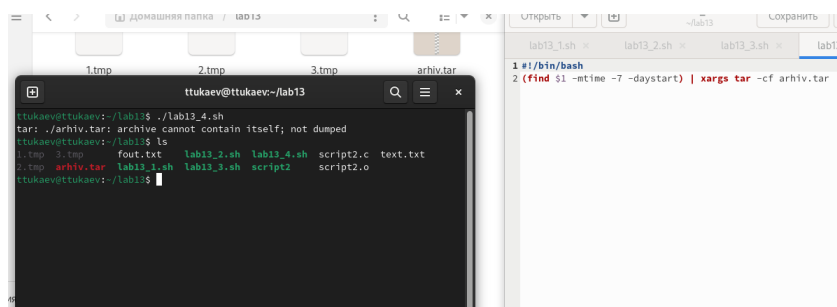 Домашняя папка / lab13
Открыть
~/lab13
Сохранить
lab13_1.sh × lab13_2.sh × lab13_3.sh ×
1.tmp 2.tmp 3.tmp arhiv.tar
1 #!/bin/bash
2 (find $1 -mtime -7 -daystart) | xargs tar -cf arhiv.tar
ttukaev@ttukaev:~/lab13
ttukaev@ttukaev:~/lab13$ ./lab13_4.sh
tar: ./arhiv.tar: archive cannot contain itself; not dumped
ttukaev@ttukaev:~/lab13$ ls
1.tmp 3.tmp fout.txt lab13_2.sh lab13_4.sh script2.c text.txt
2.tmp arhiv.tar lab13_1.sh lab13_3.sh script2 script2.o
ttukaev@ttukaev:~/lab13$